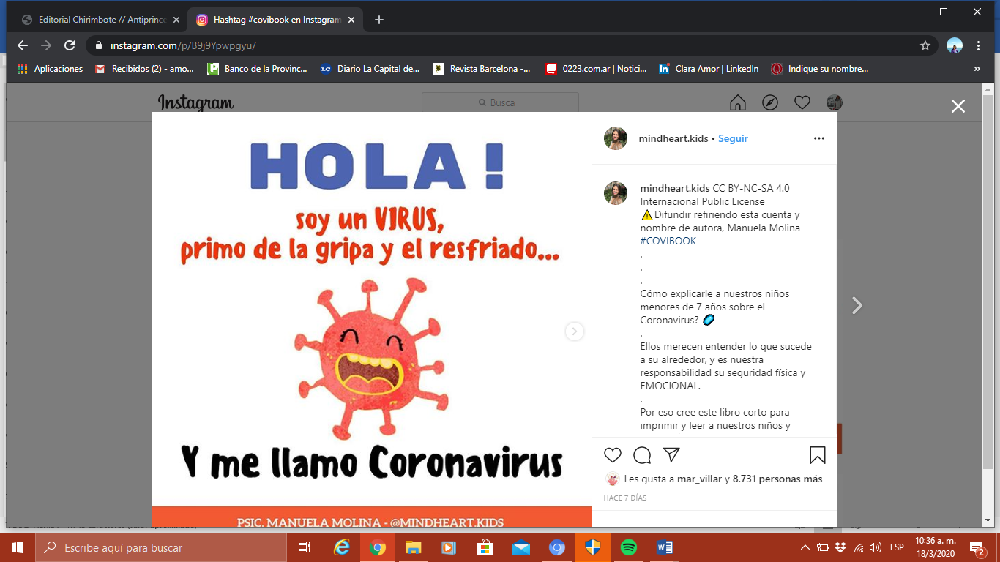 Editorial Chirimbote // Antiprince
Hashtag #covibook en Instagram
instagram.com/p/B9j9Ypwpgyu/
Aplicaciones
Recibidos (2) - amo...
Banco de la Provinc...
Diario La Capital de...
Revista Barcelona -...
0223.com.ar | Notici...
Clara Amor | LinkedIn
Indique su nombre...
»
Instagram
Busca
HOLA!
soy un VIRUS,
primo de la gripa y el resfriado...
Y me llamo Coronavirus
PSIC. MANUELA MOLINA - @MINDHEART.KIDS
mindheart.kids • Seguir
mindheart.kids CC BY-NC-SA 4.0
Internacional Public License
⚠Difundir refiriendo esta cuenta y
nombre de autora, Manuela Molina
#COVIBOOK
.
.
.
Cómo explicarle a nuestros niños
menores de 7 años sobre el
Coronavirus?
.
Ellos merecen entender lo que sucede
a su alrededor, y es nuestra
responsabilidad su seguridad física y
EMOCIONAL.
.
Por eso cree este libro corto para
imprimir y leer a nuestros niños y
Les gusta a mar_villar y 8.731 personas más
HACE 7 DÍAS
Escribe aquí para buscar
ESP
10:36 a. m.
18/3/2020
2